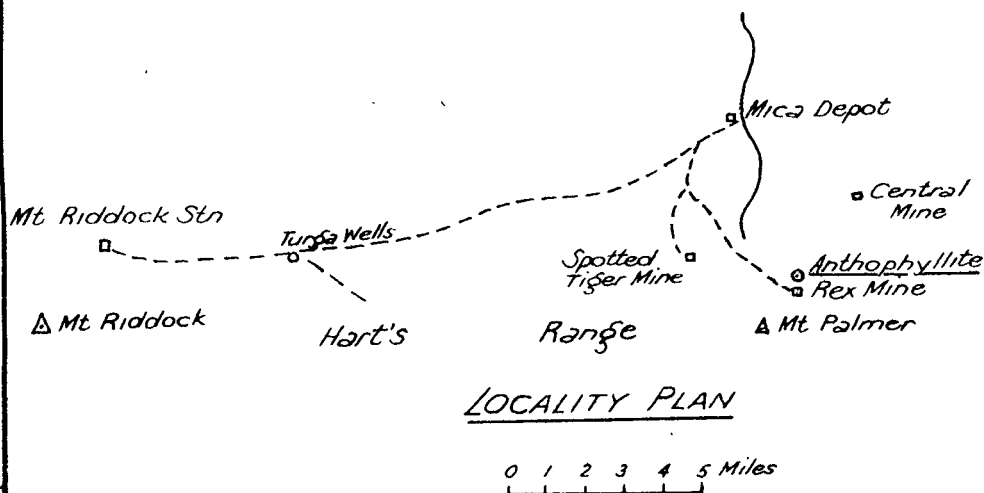 Mica Depot
Central
Mine
Mt Riddock Stn
Turga Wells
Spotted
Tiger Mine
Anthophyllite
Rex Mine
Mt Riddock
Hart's
Range
Mt Palmer
LOCALITY PLAN
0 1 2 3 4 5 Miles